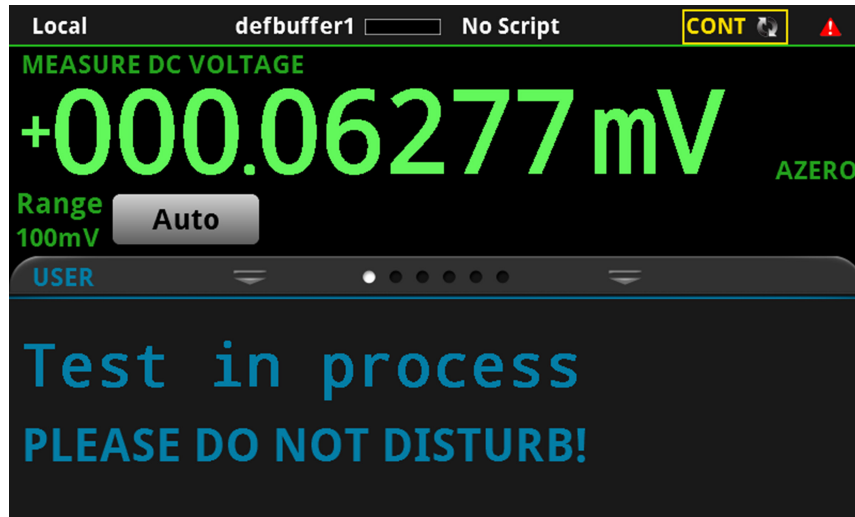 Local defbuffer1 No Script CONT
MEASURE DC VOLTAGE
+000.06277 mV
AZERO
Range Auto
100mV
USER
Test in process
PLEASE DO NOT DISTURB!